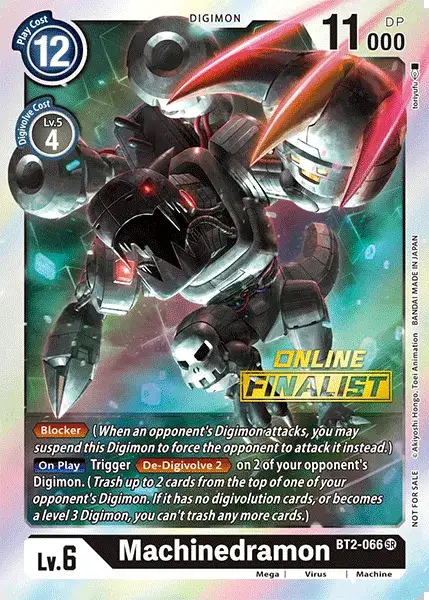 Play Cost
12
DIGIMON
11000
DP
Digivolve Cost
Lv.5
4
toriyufu
ONLINE
FINALIST
Blocker (When an opponent's Digimon attacks, you may
suspend this Digimon to force the opponent to attack it instead.)
On Play Trigger De-Digivolve 2 on 2 of your opponent's
Digimon. (Trash up to 2 cards from the top of one of your
opponent's Digimon. If it has no digivolution cards, or becomes
a level 3 Digimon, you can't trash any more cards.)
© Akiyoshi Hongo, Toei Animation BANDAI MADE IN JAPAN
NOT FOR SALE
Lv.6
Machinedramon
BT2-066 SR
Mega | Virus | Machine